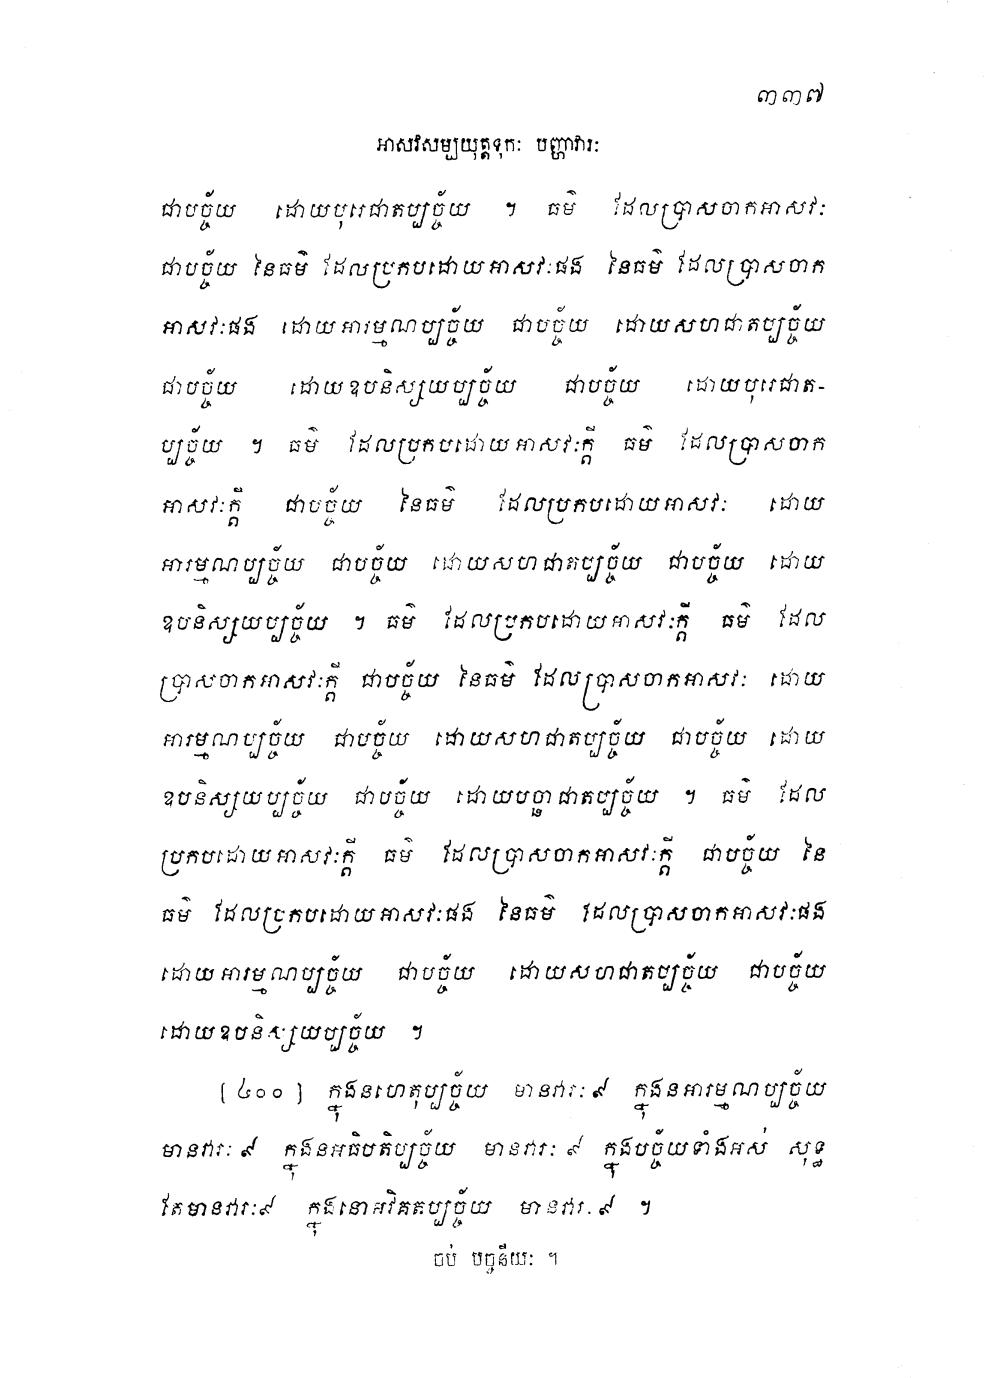 ៣៣៧
អាសវសម្បយុត្តទុកៈ បញ្ហាវារៈ
ជាបច្ច័យ ដោយបុរេជាតប្បច្ច័យ ។ ធម៌ ដែលប្រាសចាកអាសវៈ
ជាបច្ច័យ នៃធម៌ ដែលប្រកបដោយអាសវៈផង នៃធម៌ ដែលប្រាសចាក
អាសវៈផង ដោយអារម្មណប្បច្ច័យ ជាបច្ច័យ ដោយសហជាតប្បច្ច័យ
ជាបច្ច័យ ដោយឧបនិស្សយប្បច្ច័យ ជាបច្ច័យ ដោយបុរេជាត-
ប្បច្ច័យ ។ ធម៌ ដែលប្រកបដោយអាសវៈក្តី ធម៌ ដែលប្រាសចាក
អាសវៈក្តី ជាបច្ច័យ នៃធម៌ ដែលប្រកបដោយអាសវៈ ដោយ
អារម្មណប្បច្ច័យ ជាបច្ច័យ ដោយសហជាតប្បច្ច័យ ជាបច្ច័យ ដោយ
ឧបនិស្សយប្បច្ច័យ ។ ធម៌ ដែលប្រកបដោយអាសវៈក្តី ធម៌ ដែល
ប្រាសចាកអាសវៈក្តី ជាបច្ច័យ នៃធម៌ ដែលប្រាសចាកអាសវៈ ដោយ
អារម្មណប្បច្ច័យ ជាបច្ច័យ ដោយសហជាតប្បច្ច័យ ជាបច្ច័យ ដោយ
ឧបនិស្សយប្បច្ច័យ ជាបច្ច័យ ដោយបច្ឆាជាតប្បច្ច័យ ។ ធម៌ ដែល
ប្រកបដោយអាសវៈក្តី ធម៌ ដែលប្រាសចាកអាសវៈក្តី ជាបច្ច័យ នៃ
ធម៌ ដែលប្រកបដោយអាសវៈផង នៃធម៌ ដែលប្រាសចាកអាសវៈផង
ដោយអារម្មណប្បច្ច័យ ជាបច្ច័យ ដោយសហជាតប្បច្ច័យ ជាបច្ច័យ
ដោយឧបនិស្សយប្បច្ច័យ ។
[ ៤០០ ] ក្នុងនហេតុប្បច្ច័យ មានវារៈ ៩ ក្នុងនអារម្មណប្បច្ច័យ
មានវារៈ ៩ ក្នុងនអធិបតិប្បច្ច័យ មានវារៈ ៩ ក្នុងបច្ច័យទាំងអស់ សុទ្ធ
តែមានវារៈ៩ ក្នុងនោអវិគតប្បច្ច័យ មានវារៈ ៩ ។
ចប់ បច្ចនីយៈ ។